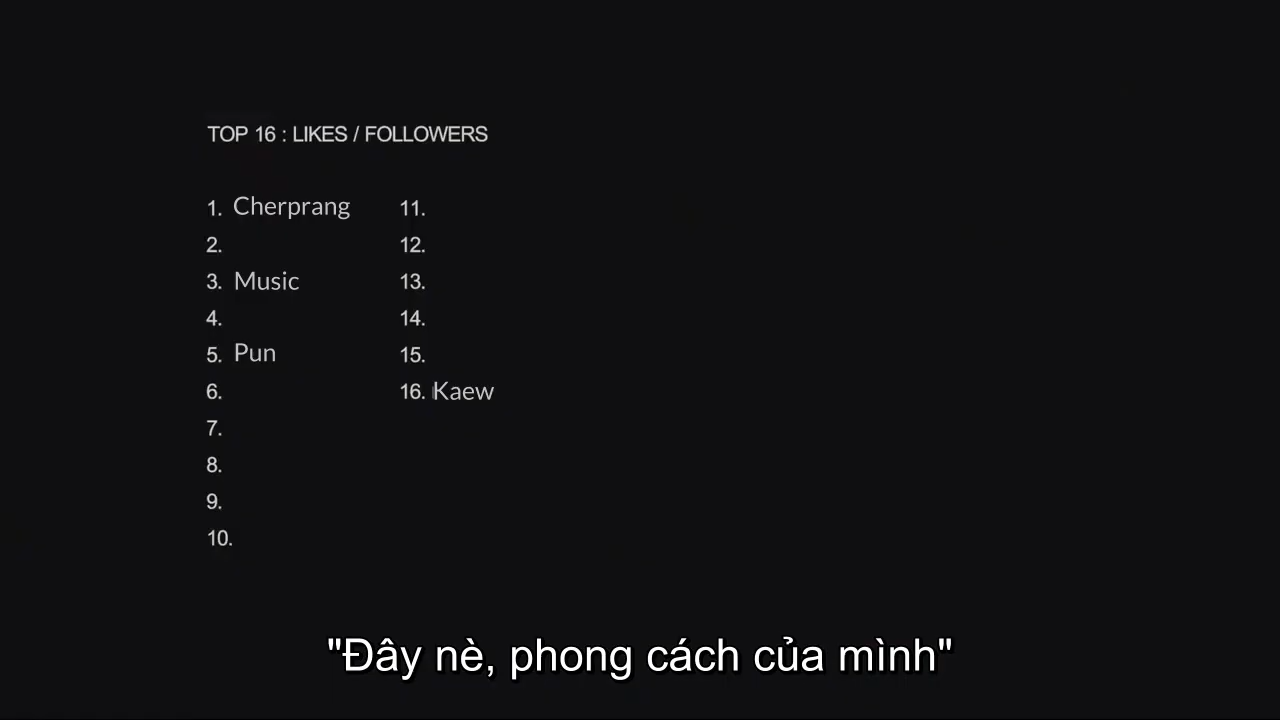 TOP 16 : LIKES / FOLLOWERS
1. Cherprang
2.
3. Music
4.
5. Pun
6.
7.
8.
9.
10.
11.
12.
13.
14.
15.
16. Kaew
"Đây nè, phong cách của mình"